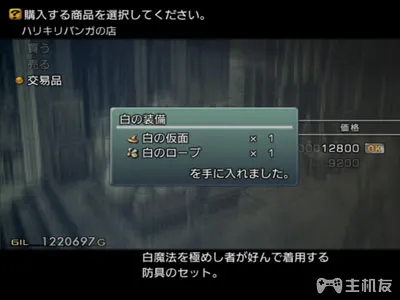 購入する商品を選択してください。
ハリキリバンガの店
買う
売る
交易品
白の装備
白の仮面 × 1
白のローブ × 1
を手に入れました。
価格
12800 OK
9200
GIL 1220697 G
白魔法を極めし者が好んで着用する
防具のセット。
主机友